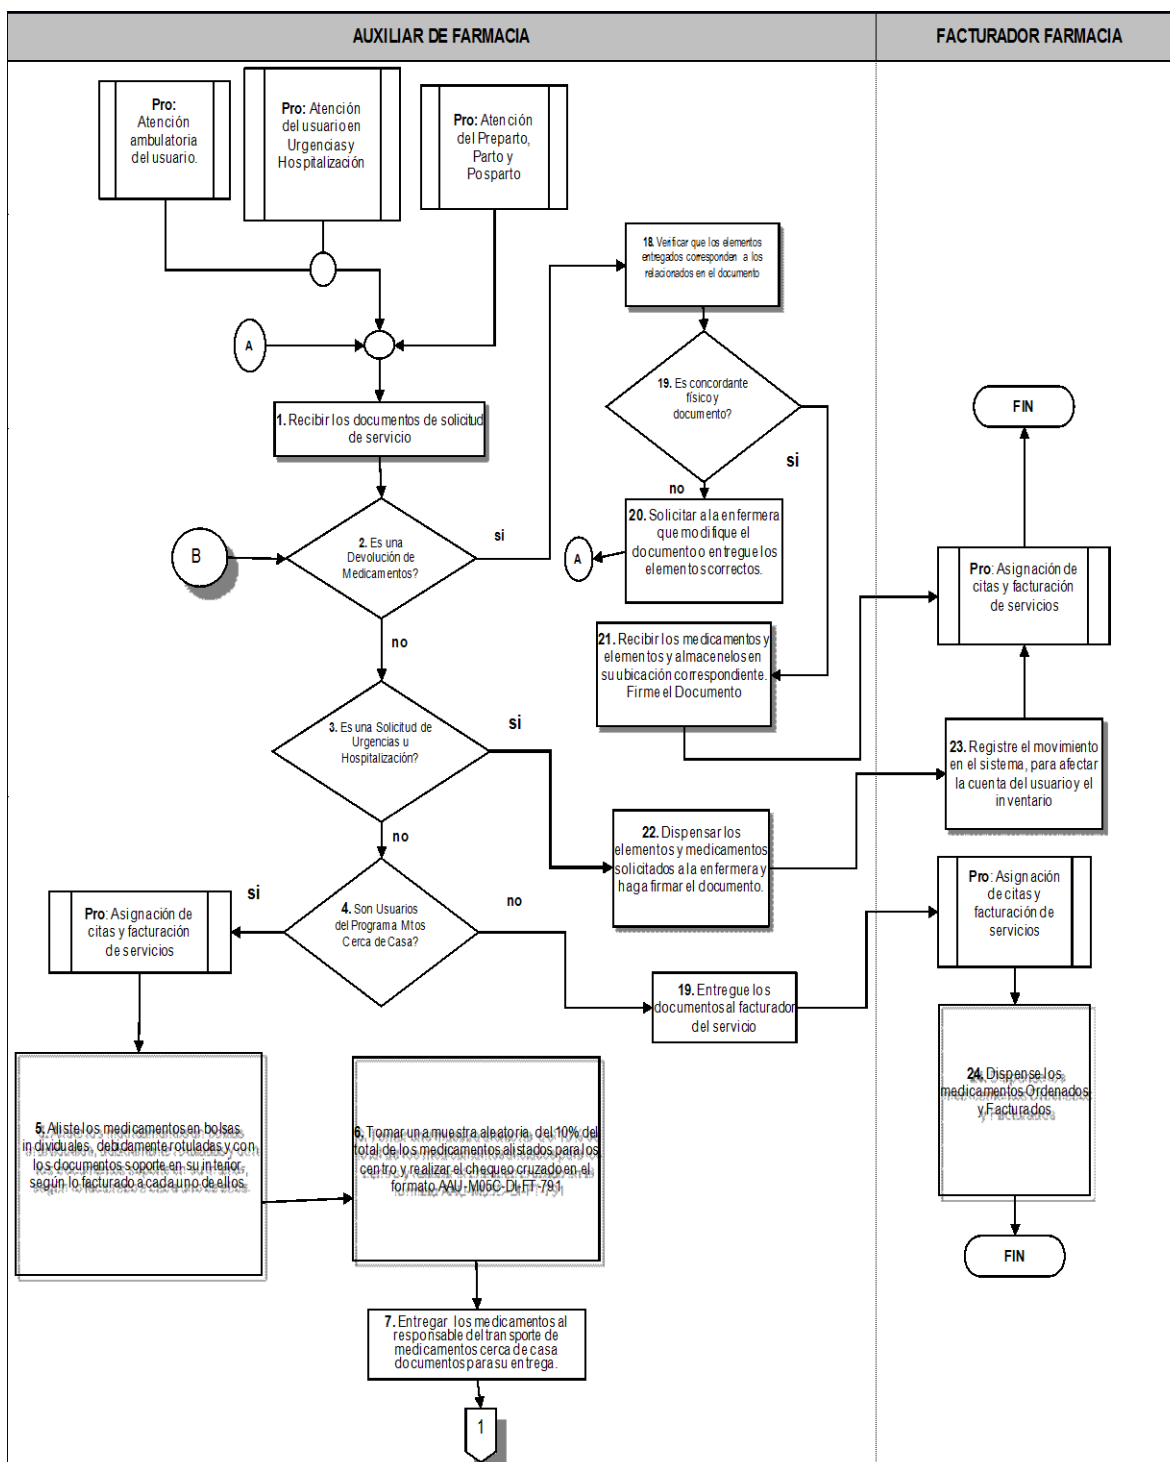 AUXILIAR DE FARMACIA
FACTURADOR FARMACIA
Pro:
Atención
ambulatoria
del usuario.
Pro: Atención
del usuario en
Urgencias y
Hospitalización
Pro: Atención
del Preparto,
Parto y
Posparto
18. Verificar que los elementos
entregados corresponden a los
relacionados en el documento
A
19. Es concordante
físico y
documento?
FIN
1. Recibir los documentos de solicitud
de servicio
si
no
B
2. Es una
Devolución de
Medicamentos?
si
20. Solicitar a la enfermera
que modifique el
documento o entregue los
elementos correctos.
A
Pro: Asignación de
citas y facturación
de servicios
no
21. Recibir los medicamentos y
elementos y almacenelos en
su ubicación correspondiente.
Firme el Documento
3. Es una Solicitud de
Urgencias u
Hospitalización?
si
23. Registre el movimiento
en el sistema, para afectar
la cuenta del usuario y el
inventario
no
22. Dispensar los
elementos y medicamentos
solicitados a la enfermera y
haga firmar el documento.
Pro: Asignación de
citas y facturación
de servicios
si
4. Son Usuarios
del Programa Mtos
Cerca de Casa?
no
Pro: Asignación
de citas y
facturación de
servicios
19. Entregue los
documentos al facturador
del servicio
5. Aliste los medicamentos en bolsas
individuales, debidamente rotuladas y con
los documentos soporte en su interior,
según lo facturado a cada uno de ellos.
6. Tomar una muestra aleatoria, del 10% del
total de los medicamentos alistados para los
centro y realizar el chequeo cruzado en el
formato AAU-M05C-DI-FT-791
24. Dispense los
medicamentos Ordenados
y Facturados
FIN
7. Entregar los medicamentos al
responsable del transporte de
medicamentos cerca de casa
documentos para su entrega.
1